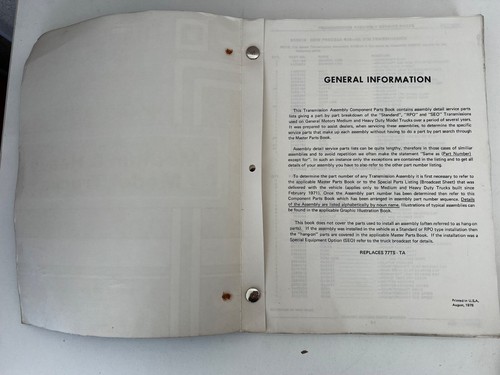 GENERAL INFORMATION
This Transmission Assembly Component Parts Book contains assembly detail service parts
lists giving a part by part breakdown of the "Standard", "RPO" and "SEO" Transmissions
used on General Motors Medium and Heavy Duty Model Trucks over a period of several years.
It was prepared to assist dealers, when servicing these assemblies, to determine the specific
service parts that make up each assembly without having to do a part by part search through
the Master Parts Book.
Assembly detail service parts lists can be quite lengthy, therefore in those cases of similar
assemblies and to avoid repetition we often make the statement "Same as (Part Number)
except for". In such an instance only the exceptions are contained in the listing and to get all
details of your assembly you have to also refer to the other part number listing.
To determine the part number of any Transmission Assembly it is first necessary to refer to
the applicable Master Parts Book or to the Special Parts Listing (Broadcast Sheet) that was
delivered with the vehicle (applies only to Medium and Heavy Duty Trucks built since
February 1971). Once the Assembly part number has been determined then refer to this
Component Parts Book which has been arranged in assembly part number sequence. Details
of the Assembly are listed alphabetically by noun name. Illustrations of typical assemblies can
be found in the applicable Graphic Illustration Book.
This book does not cover the parts used to install an assembly (often referred to as hang-on
parts). If the assembly was installed in the vehicle as a Standard or RPO type installation then
the "hang-on" parts are covered in the applicable Master Parts Book. If the installation was a
Special Equipment Option (SEO) refer to the truck broadcast for details.
REPLACES 77TS-TA
Printed in U.S.A.
August, 1979